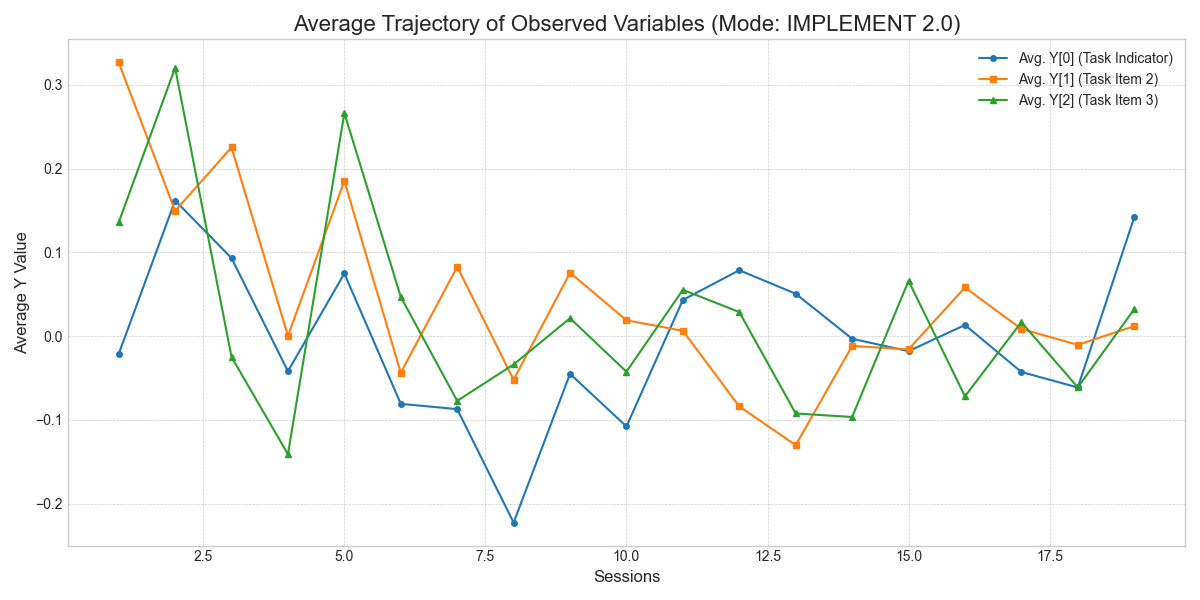 Average Trajectory of Observed Variables (Mode: IMPLEMENT 2.0)
Avg. Y[0] (Task Indicator)
Avg. Y[1] (Task Item 2)
Avg. Y[2] (Task Item 3)
Average Y Value
0.3
0.2
0.1
0.0
−0.1
−0.2
2.5 5.0 7.5 10.0 12.5 15.0 17.5
Sessions